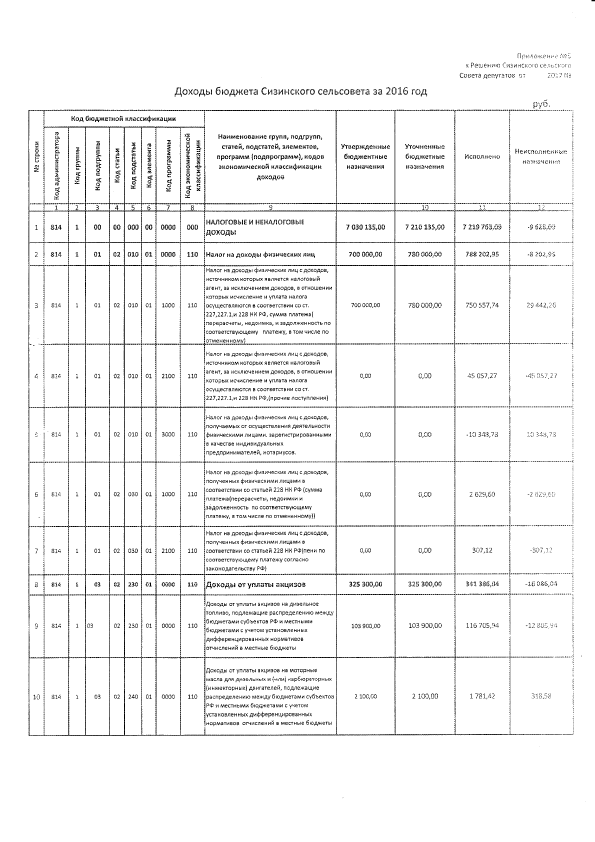 Приложение №5
к Решению Сизинского сельского
Совета депутатов от 2017 №
Доходы бюджета Сизинского сельсовета за 2016 год
руб.
№ строки
Код бюджетной классификации
Код администратора
Код группы
Код подгруппы
Код статьи
Код подстатьи
Код элемента
Код программы
Код экономической классификации
Наименование групп, подгрупп,
статей, подстатей, элементов,
программ (подпрограмм), кодов
экономической классификации
доходов
Утвержденные
бюджентные
назначения
Уточненные
бюджетные
назначения
Исполнено
Неисполненные
назначения
1 2 3 4 5 6 7 8 9 10 11 12
1 814 1 00 00 000 00 0000 000
НАЛОГОВЫЕ И НЕНАЛОГОВЫЕ
ДОХОДЫ
7 030 135,00 7 210 135,00 7 219 763,09 -9 628,09
2 814 1 01 02 010 01 0000 110 Налог на доходы физических лиц 700 000,00 780 000,00 788 202,95 -8 202,95
3 814 1 01 02 010 01 1000 110
Налог на доходы физических лиц с доходов,
источником которых является налоговый
агент, за исключением доходов, в отношении
которых исчисление и уплата налога
осуществляются в соответствии со ст.
227,227.1,и 228 НК РФ, сумма платежа(
перерасчеты, недоимка, и задолженность по
соответствующему платежу, в том числе по
отмененному)
700 000,00 780 000,00 750 557,74 29 442,26
4 814 1 01 02 010 01 2100 110
Налог на доходы физических лиц с доходов,
источником которых является налоговый
агент, за исключением доходов, в отношении
которых исчисление и уплата налога
осуществляются в соответствии со ст.
227,227.1,и 228 НК РФ,(прочие поступления)
0,00 0,00 45 057,27 -45 057,27
814 1 01 02 010 01 3000 110
Налог на доходы физических лиц с доходов,
получаемых от осуществления деятельности
физическими лицами, зарегистрированными
в качестве индивидуальных
предпринимателей, нотариусов.
0,00 0,00 -10 348,73 10 348,73
6 814 1 01 02 030 01 1000 110
Налог на доходы физических лиц с доходов,
полученных физическими лицами в
соответствии со статьей 228 НК РФ (сумма
платежа(перерасчеты, недоимки и
задолженность по соответствующему
платежу, в том числе по отмененному))
0,00 0,00 2 629,60 -2 629,60
7 814 1 01 02 030 01 2100 110
Налог на доходы физических лиц с доходов,
полученных физическими лицами в
соответствии со статьей 228 НК РФ(пени по
соответствующему платежу согласно
законодательству РФ)
0,00 0,00 307,12 -307,12
8 814 1 03 02 230 01 0000 110 Доходы от уплаты акцизов 325 300,00 325 300,00 341 386,94 -16 086,94
9 814 1 03 02 230 01 0000 110
Доходы от уплаты акцизов на дизельное
топливо, подлежащие распределению между
бюджетами субъектов РФ и местными
бюджетами с учетом установленных
дифференцированных нормативов
отчислений в местные бюджеты
103 900,00 103 900,00 116 705,94 -12 805,94
10 814 1 03 02 240 01 0000 110
Доходы от уплаты акцизов на моторные
масла для дизельных и (или) карбюраторных
(инжекторных) двигателей, подлежащие
распределению между бюджетами субъектов
РФ и местными бюджетами с учетом
установленных дифференцированных
нормативов отчислений в местные бюджеты
2 100,00 2 100,00 1 781,42 318,58